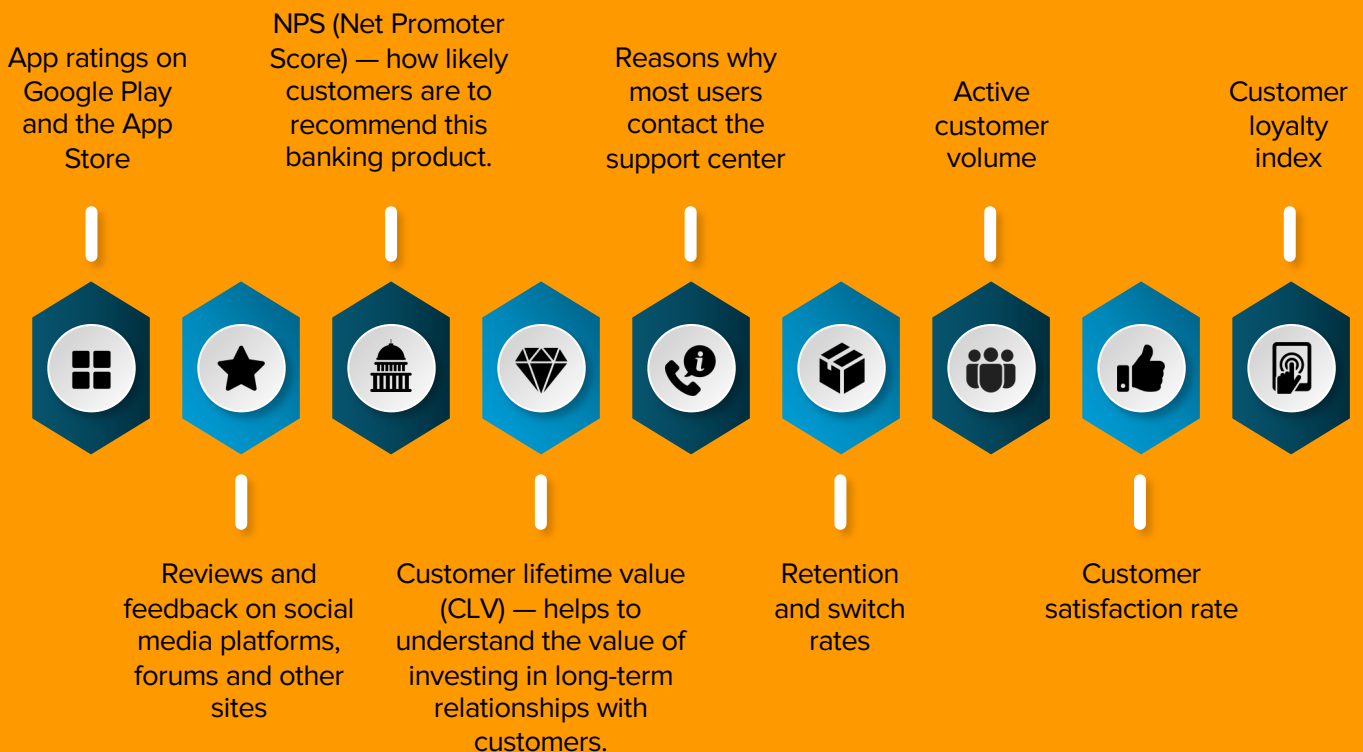 App ratings on
Google Play
and the App
Store
NPS (Net Promoter
Score) — how likely
customers are to
recommend this
banking product.
Reasons why
most users
contact the
support center
Active
customer
volume
Customer
loyalty
index
i
Reviews and
feedback on social
media platforms,
forums and other
sites
Customer lifetime value
(CLV) — helps to
understand the value of
investing in long-term
relationships with
customers.
Retention
and switch
rates
Customer
satisfaction rate